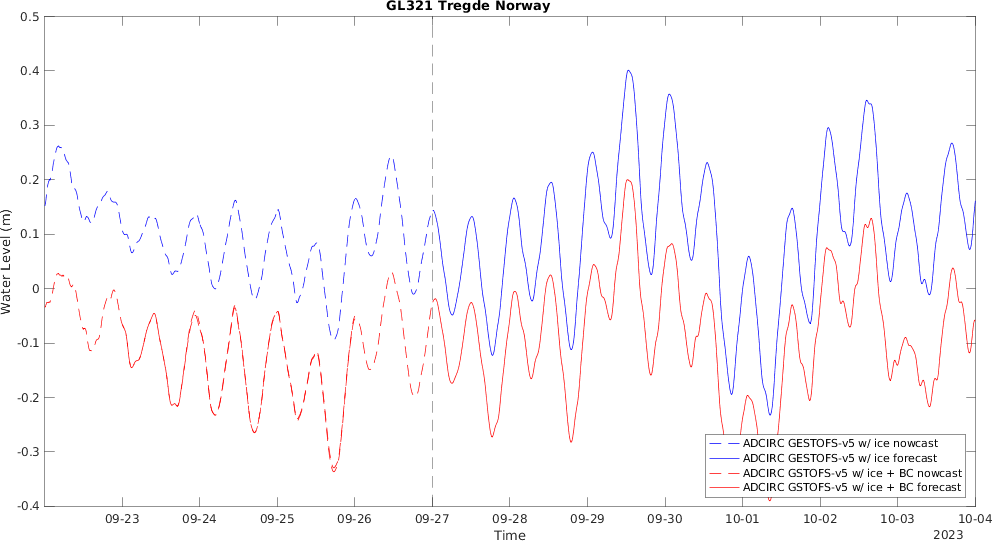 GL321 Tregde Norway
0.5
0.4
0.3
0.2
0.1
0
-0.1
-0.2
-0.3
-0.4
Water Level (m)
ADCIRC GESTOFS-v5 w/ ice nowcast
ADCIRC GESTOFS-v5 w/ ice forecast
ADCIRC GSTOFS-v5 w/ ice + BC nowcast
ADCIRC GSTOFS-v5 w/ ice + BC forecast
09-23 09-24 09-25 09-26 09-27 09-28 09-29 09-30 10-01 10-02 10-03 10-04
Time
2023